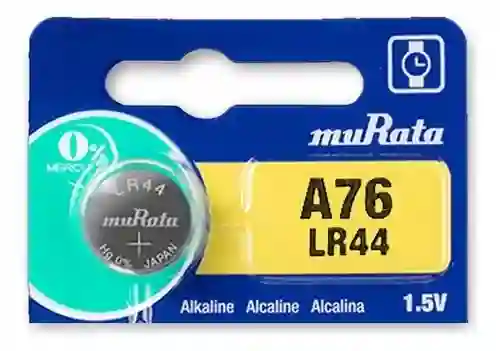 muRata
0%
MERCURY
A76
LR44
LR44
muRata
+
Hg.0% JAPAN
Alkaline Alcaline Alcalina
1.5V